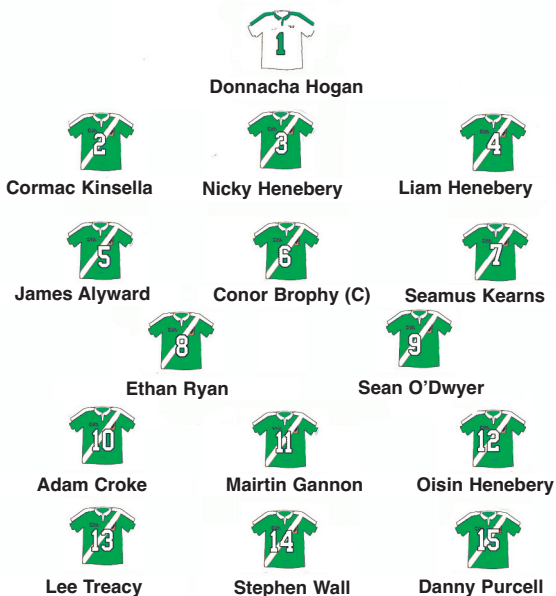 1
Donnacha Hogan
2 3 4
Cormac Kinsella Nicky Henebery Liam Henebery
5 6 7
James Alyward Conor Brophy (C) Seamus Kearns
8 9
Ethan Ryan Sean O'Dwyer
10 11 12
Adam Croke Mairtin Gannon Oisin Henebery
13 14 15
Lee Treacy Stephen Wall Danny Purcell